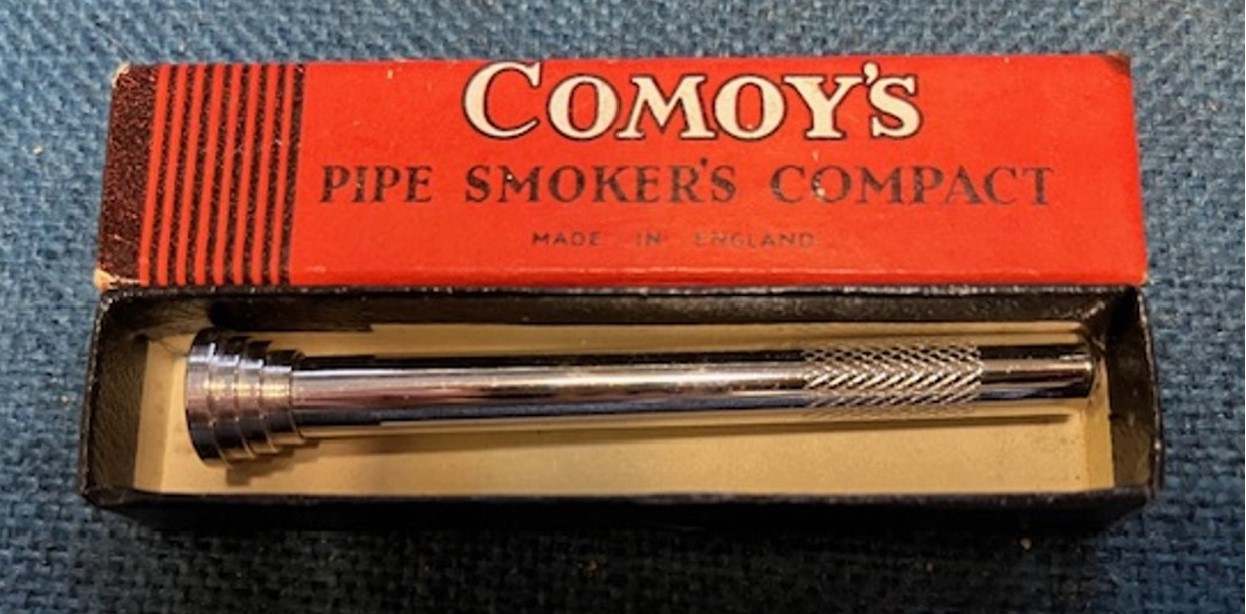 COMOY'S
PIPE SMOKER'S COMPACT
MADE IN ENGLAND